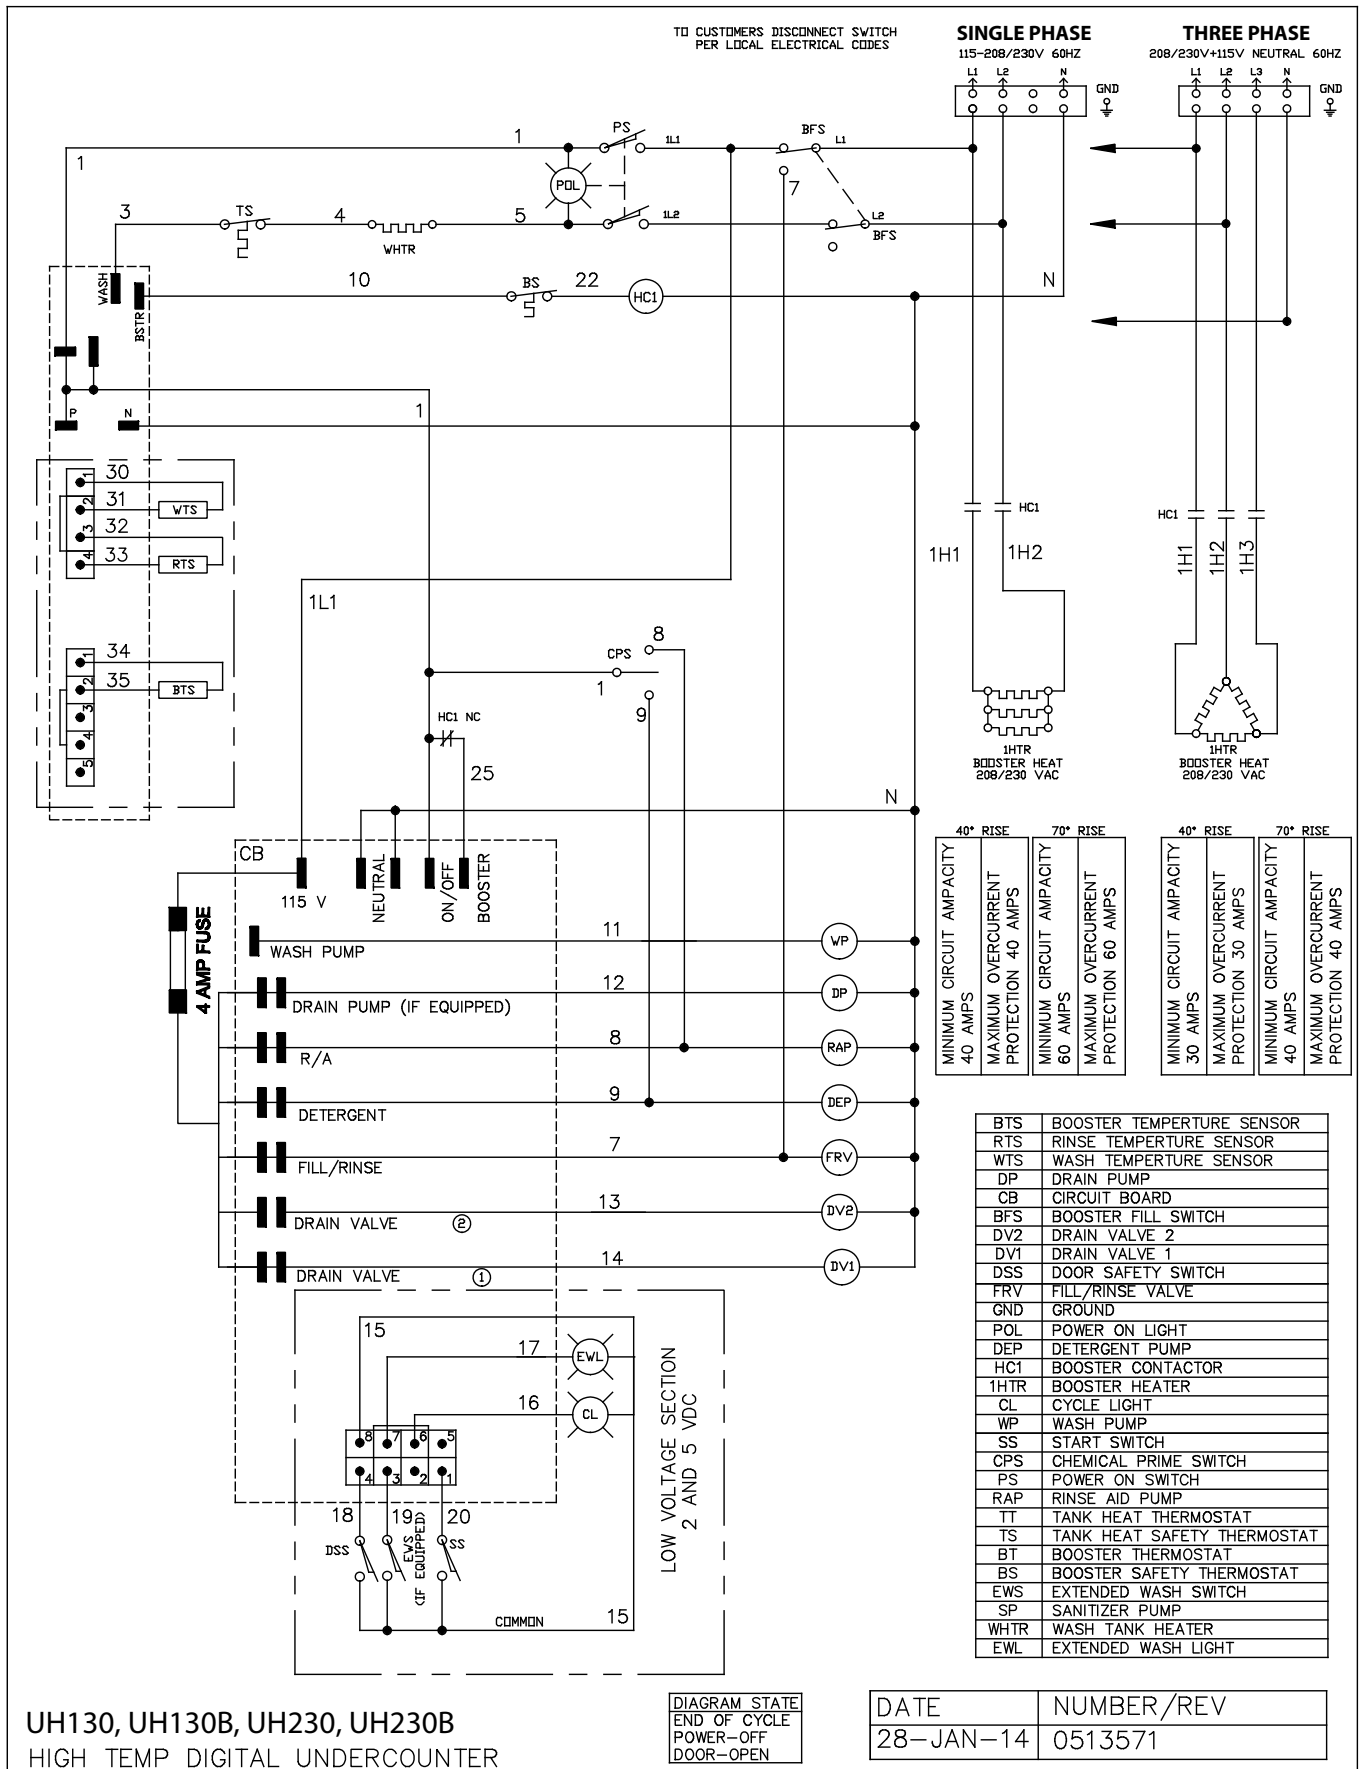 TO CUSTOMERS DISCONNECT SWITCH
PER LOCAL ELECTRICAL CODES
SINGLE PHASE
115-208/230V 60HZ
L1 L2 N
GND
THREE PHASE
208/230V+115V NEUTRAL 60HZ
L1 L2 L3 N
GND
1
1
PS
1L1
BFS
L1
POL
7
3
TS
4
WHTR
5
1L2
L2
BFS
WASH
BSTR
10
BS
22
HC1
N
P
N
1
30
1
31
2
WTS
32
3
33
4
RTS
HC1
HC1
1H1
1H2
1H1
1H2
1H3
1L1
34
1
35
2
BTS
3
4
5
CPS
8
1
9
HC1 NC
25
1HTR
BOOSTER HEAT
208/230 VAC
1HTR
BOOSTER HEAT
208/230 VAC
N
CB
115 V
NEUTRAL
ON/OFF
BOOSTER
4 AMP FUSE
40° RISE
MINIMUM CIRCUIT AMPACITY
40 AMPS
MAXIMUM OVERCURRENT
PROTECTION 40 AMPS
70° RISE
MINIMUM CIRCUIT AMPACITY
60 AMPS
MAXIMUM OVERCURRENT
PROTECTION 60 AMPS
40° RISE
MINIMUM CIRCUIT AMPACITY
30 AMPS
MAXIMUM OVERCURRENT
PROTECTION 30 AMPS
70° RISE
MINIMUM CIRCUIT AMPACITY
40 AMPS
MAXIMUM OVERCURRENT
PROTECTION 40 AMPS
WASH PUMP
11
WP
DRAIN PUMP (IF EQUIPPED)
12
DP
R/A
8
RAP
DETERGENT
9
DEP
FILL/RINSE
7
FRV
DRAIN VALVE 2
13
DV2
DRAIN VALVE 1
14
DV1
15
17
EWL
16
CL
8 7 6 5
4 3 2 1
18
19
20
DSS
EWS
(IF EQUIPPED)
SS
COMMON
15
LOW VOLTAGE SECTION
2 AND 5 VDC
BTS BOOSTER TEMPERTURE SENSOR
RTS RINSE TEMPERTURE SENSOR
WTS WASH TEMPERTURE SENSOR
DP DRAIN PUMP
CB CIRCUIT BOARD
BFS BOOSTER FILL SWITCH
DV2 DRAIN VALVE 2
DV1 DRAIN VALVE 1
DSS DOOR SAFETY SWITCH
FRV FILL/RINSE VALVE
GND GROUND
POL POWER ON LIGHT
DEP DETERGENT PUMP
HC1 BOOSTER CONTACTOR
1HTR BOOSTER HEATER
CL CYCLE LIGHT
WP WASH PUMP
SS START SWITCH
CPS CHEMICAL PRIME SWITCH
PS POWER ON SWITCH
RAP RINSE AID PUMP
TT TANK HEAT THERMOSTAT
TS TANK HEAT SAFETY THERMOSTAT
BT BOOSTER THERMOSTAT
BS BOOSTER SAFETY THERMOSTAT
EWS EXTENDED WASH SWITCH
SP SANITIZER PUMP
WHTR WASH TANK HEATER
EWL EXTENDED WASH LIGHT
UH130, UH130B, UH230, UH230B
HIGH TEMP DIGITAL UNDERCOUNTER
DIAGRAM STATE
END OF CYCLE
POWER-OFF
DOOR-OPEN
DATE NUMBER/REV
28-JAN-14 0513571